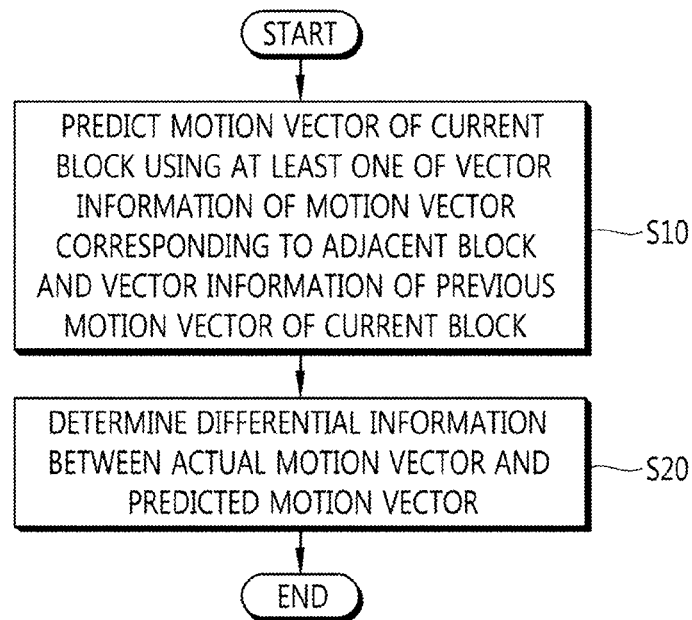 START
PREDICT MOTION VECTOR OF CURRENT
BLOCK USING AT LEAST ONE OF VECTOR
INFORMATION OF MOTION VECTOR
CORRESPONDING TO ADJACENT BLOCK
AND VECTOR INFORMATION OF PREVIOUS
MOTION VECTOR OF CURRENT BLOCK
S10
DETERMINE DIFFERENTIAL INFORMATION
BETWEEN ACTUAL MOTION VECTOR AND
PREDICTED MOTION VECTOR
S20
END